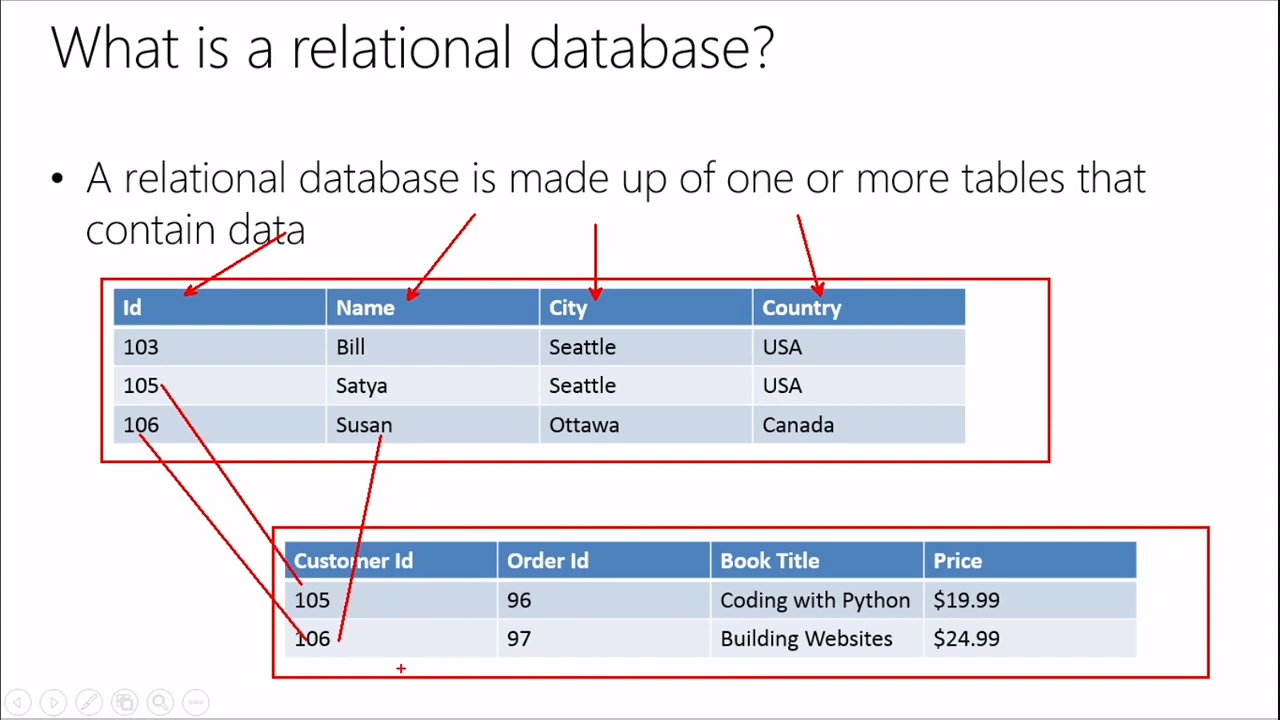 What is a relational database?
• A relational database is made up of one or more tables that
contain data
Id Name City Country
103 Bill Seattle USA
105 Satya Seattle USA
106 Susan Ottawa Canada
Customer Id Order Id Book Title Price
105 96 Coding with Python $19.99
106 97 Building Websites $24.99